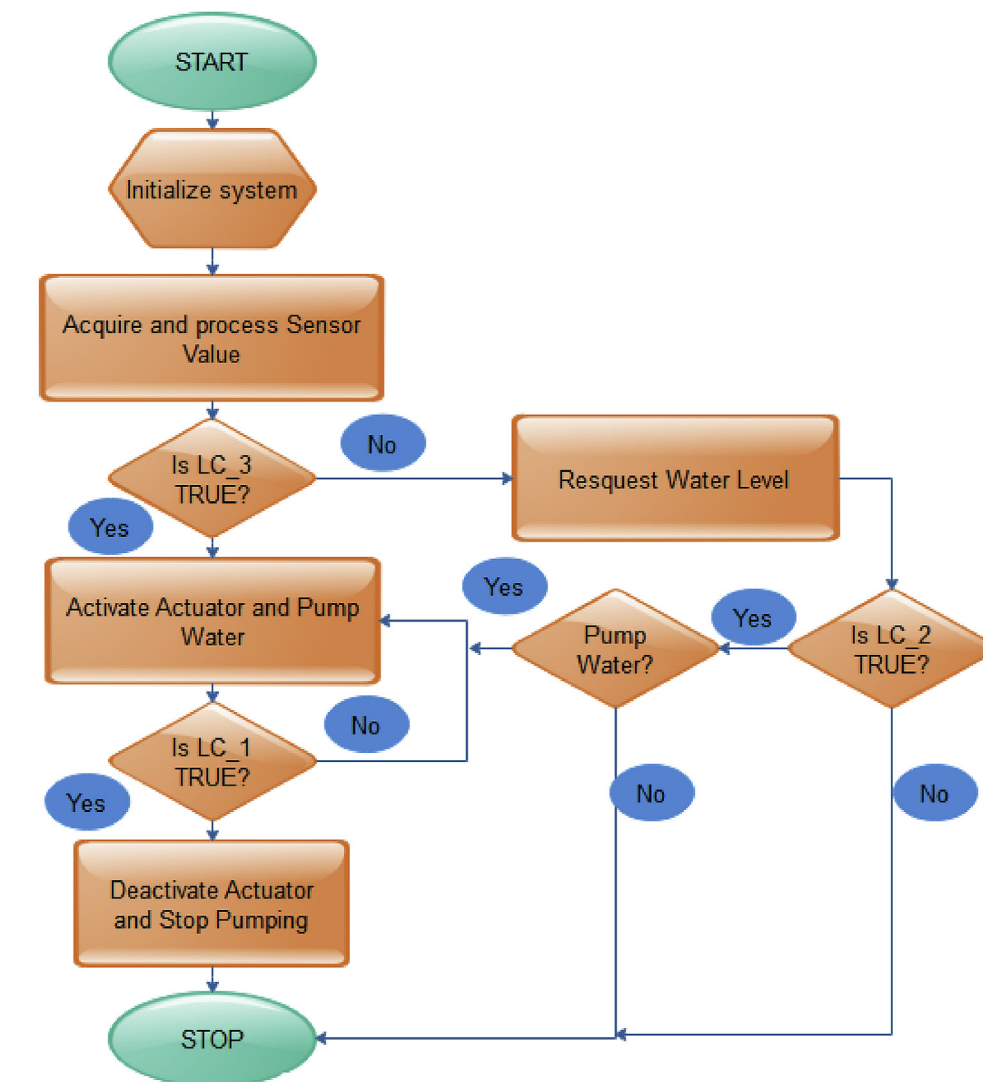 START
Initialize system
Acquire and process Sensor
Value
Is LC_3
TRUE?
No
Resquest Water Level
Yes
Activate Actuator and Pump
Water
Yes
Pump
Water?
Yes
Is LC_2
TRUE?
No
Is LC_1
TRUE?
Yes
No
No
Deactivate Actuator
and Stop Pumping
STOP